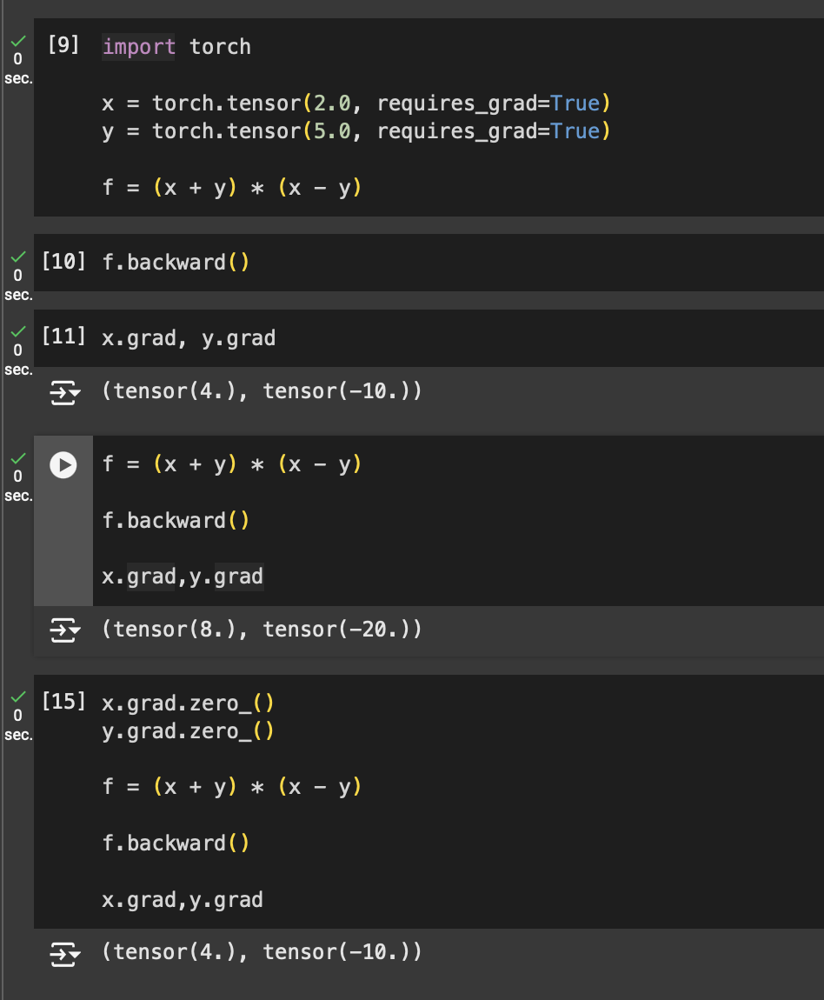 [9] import torch
x = torch.tensor(2.0, requires_grad=True)
y = torch.tensor(5.0, requires_grad=True)
f = (x + y) * (x - y)
0
sec.
[10] f.backward()
0
sec.
[11] x.grad, y.grad
0
sec.
(tensor(4.), tensor(-10.))
f = (x + y) * (x - y)
0
sec.
f.backward()
x.grad,y.grad
(tensor(8.), tensor(-20.))
[15] x.grad.zero_()
0
y.grad.zero_()
sec.
f = (x + y) * (x - y)
f.backward()
x.grad,y.grad
(tensor(4.), tensor(-10.))